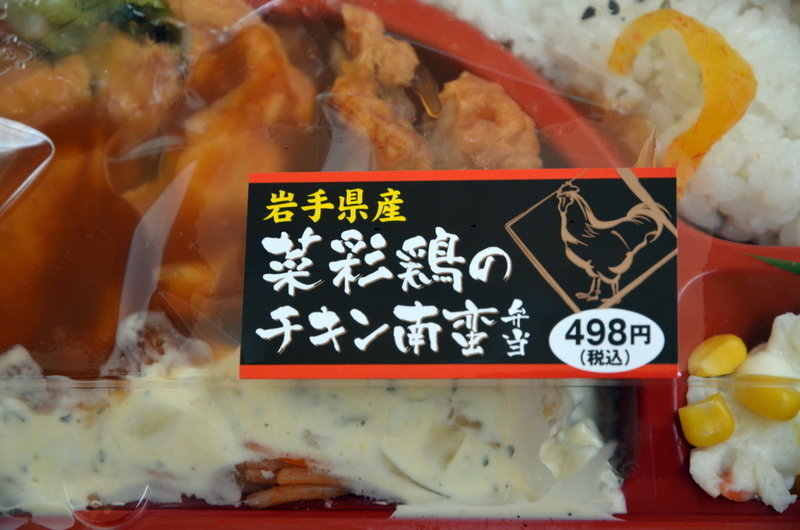 岩手県産
菜彩鶏の
チキン南蛮弁当
498円
(税込)